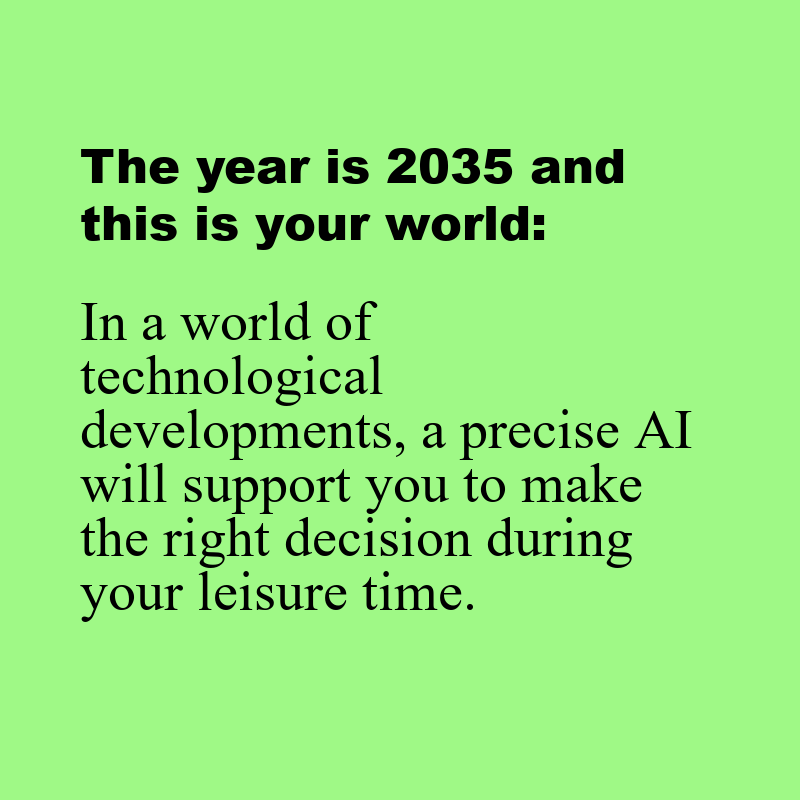 The year is 2035 and
this is your world:
In a world of
technological
developments, a precise AI
will support you to make
the right decision during
your leisure time.